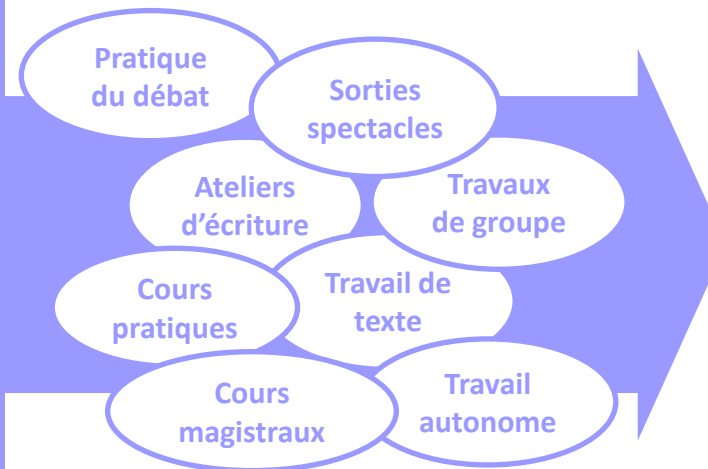 Pratique
du débat
Sorties
spectacles
Ateliers
d'écriture
Travaux
de groupe
Cours
pratiques
Travail de
texte
Cours
magistraux
Travail
autonome